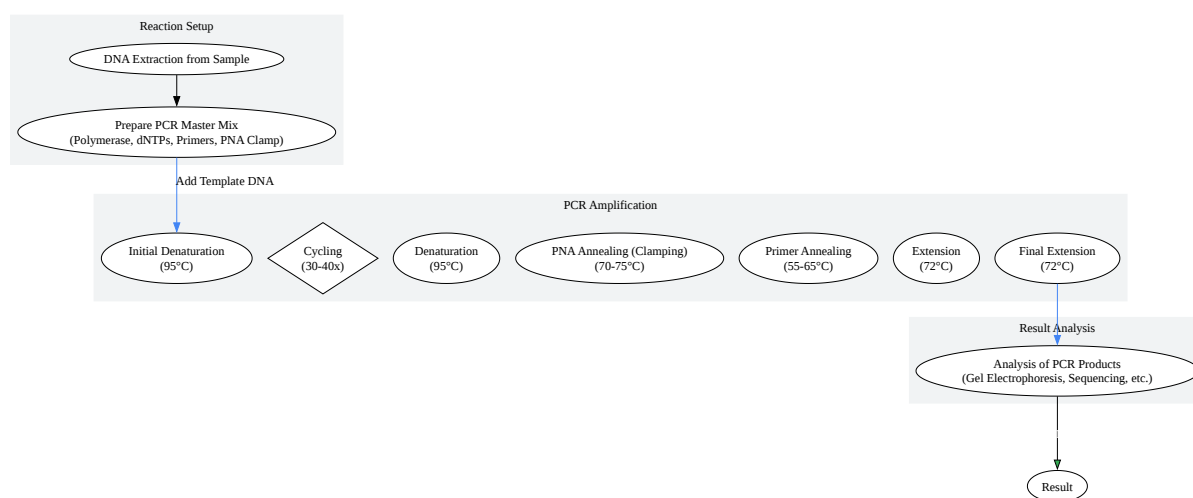 Reaction Setup
DNA Extraction from Sample
Prepare PCR Master Mix
(Polymerase, dNTPs, Primers, PNA Clamp)
Add Template DNA
PCR Amplification
Initial Denaturation
(95°C)
Cycling
(30-40x)
Denaturation
(95°C)
PNA Annealing (Clamping)
(70-75°C)
Primer Annealing
(55-65°C)
Extension
(72°C)
Final Extension
(72°C)
Result Analysis
Analysis of PCR Products
(Gel Electrophoresis, Sequencing, etc.)
Result